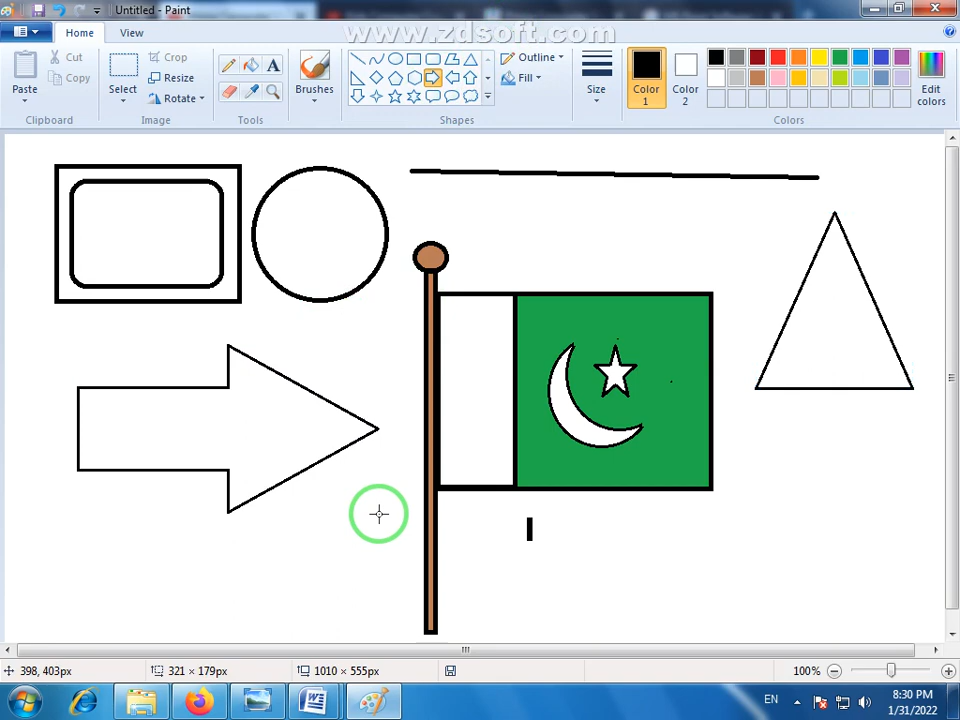 Untitled - Paint
Home
View
www.zdsoft.com
Paste
Cut
Copy
Clipboard
Select
Crop
Resize
Rotate
Image
A
Tools
Brushes
Outline
Fill
Shapes
Size
Color 1
Color 2
Edit colors
Colors
398, 403px
321 × 179px
1010 × 555px
100%
EN
8:30 PM
1/31/2022